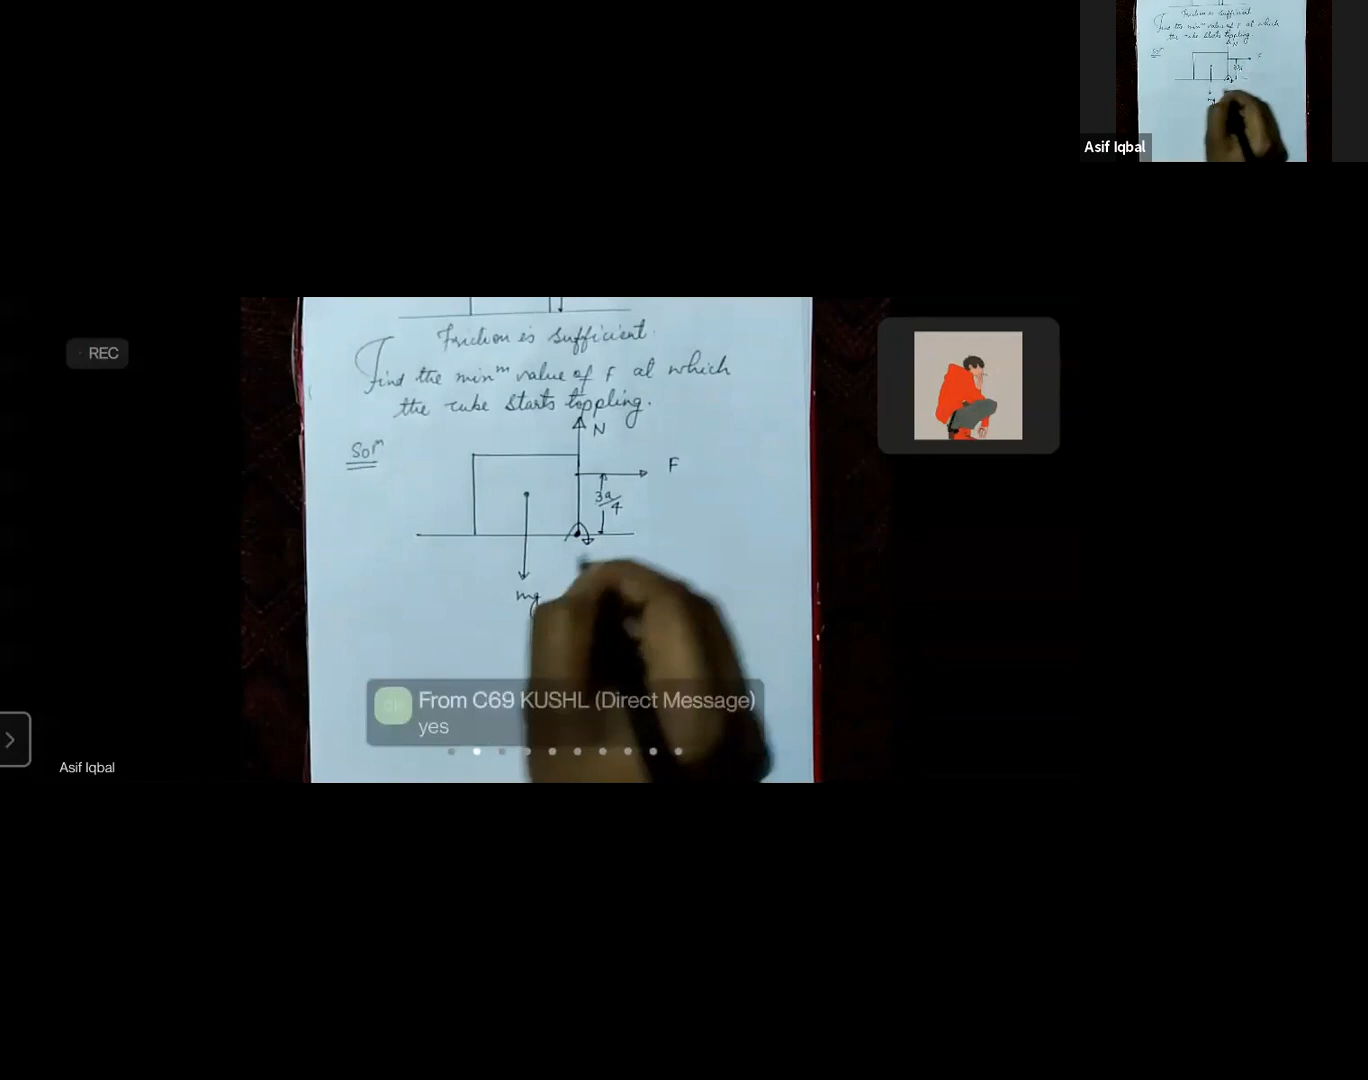 Friction is sufficient.
Find the minᵐ value of F at which
the cube starts toppling.
Asif Iqbal
REC
Solⁿ
N
F
3a/4
mg
From C69 KUSHL (Direct Message)
yes
Asif Iqbal